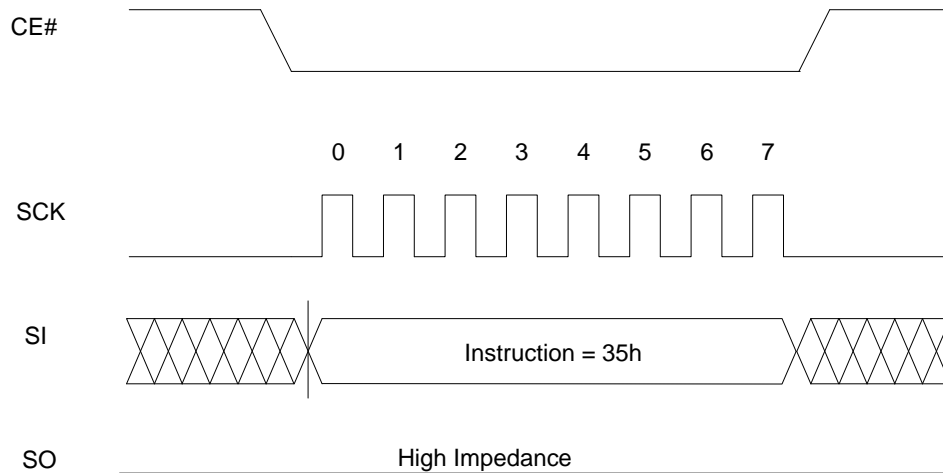 CE#
0 1 2 3 4 5 6 7
SCK
SI
Instruction = 35h
SO
High Impedance